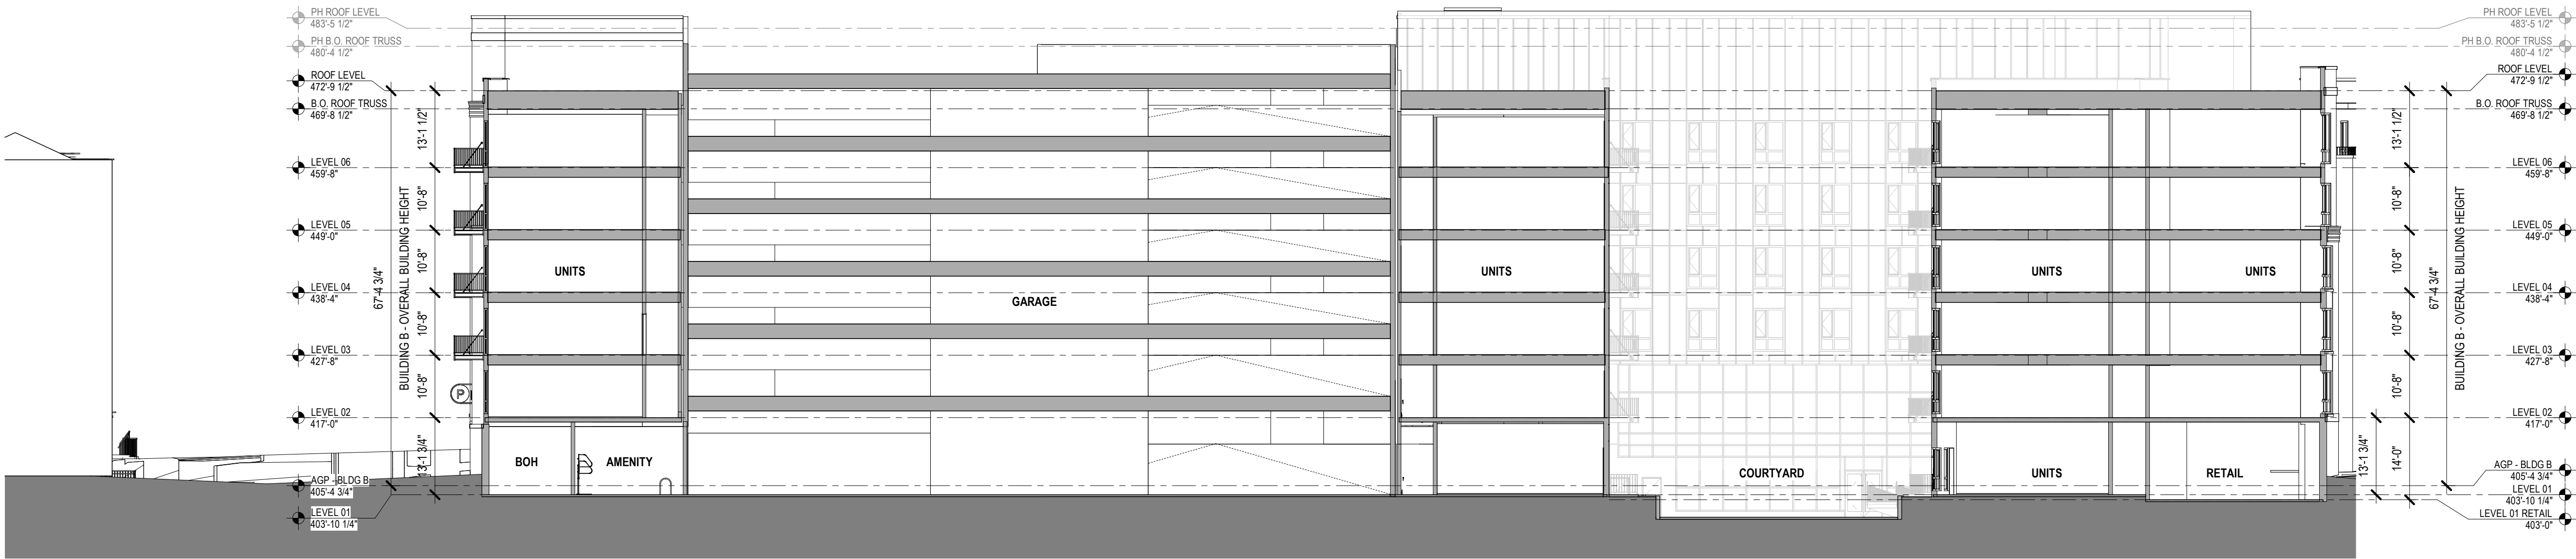 PH ROOF LEVEL
483'-5 1/2"
PH B.O. ROOF TRUSS
480'-4 1/2"
ROOF LEVEL
472'-9 1/2"
B.O. ROOF TRUSS
469'-8 1/2"
LEVEL 06
459'-8"
LEVEL 05
449'-0"
LEVEL 04
438'-4"
LEVEL 03
427'-8"
LEVEL 02
417'-0"
AGP - BLDG B
405'-4 3/4"
LEVEL 01
403'-10 1/4"
67'-4 3/4"
BUILDING B - OVERALL BUILDING HEIGHT
13'-1 1/2"
10'-8"
10'-8"
10'-8"
10'-8"
13'-1 3/4"
P
UNITS
BOH
AMENITY
GARAGE
UNITS
COURTYARD
UNITS
UNITS
UNITS
RETAIL
13'-1 1/2"
10'-8"
10'-8"
10'-8"
10'-8"
13'-1 3/4"
14'-0"
67'-4 3/4"
BUILDING B - OVERALL BUILDING HEIGHT
PH ROOF LEVEL
483'-5 1/2"
PH B.O. ROOF TRUSS
480'-4 1/2"
ROOF LEVEL
472'-9 1/2"
B.O. ROOF TRUSS
469'-8 1/2"
LEVEL 06
459'-8"
LEVEL 05
449'-0"
LEVEL 04
438'-4"
LEVEL 03
427'-8"
LEVEL 02
417'-0"
AGP - BLDG B
405'-4 3/4"
LEVEL 01
403'-10 1/4"
LEVEL 01 RETAIL
403'-0"